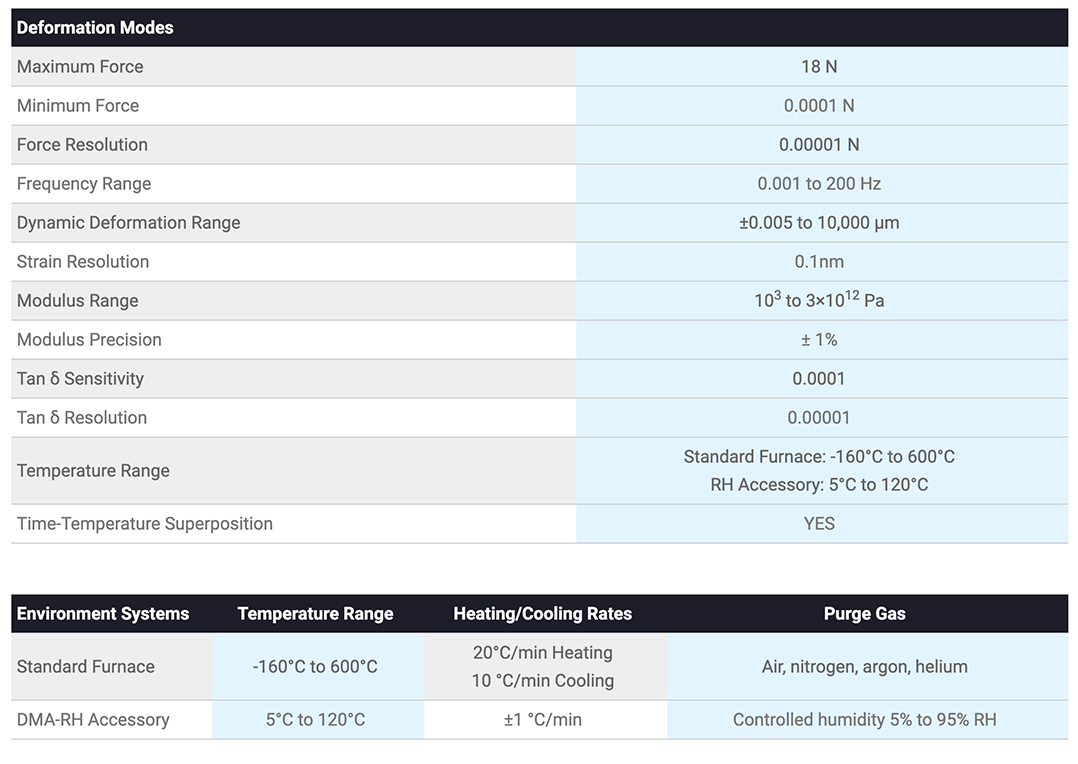 Deformation Modes
Maximum Force 18 N
Minimum Force 0.0001 N
Force Resolution 0.00001 N
Frequency Range 0.001 to 200 Hz
Dynamic Deformation Range ±0.005 to 10,000 µm
Strain Resolution 0.1nm
Modulus Range 10³ to 3×10¹² Pa
Modulus Precision ± 1%
Tan δ Sensitivity 0.0001
Tan δ Resolution 0.00001
Temperature Range Standard Furnace: -160°C to 600°C
RH Accessory: 5°C to 120°C
Time-Temperature Superposition YES
Environment Systems Temperature Range Heating/Cooling Rates Purge Gas
Standard Furnace -160°C to 600°C 20°C/min Heating Air, nitrogen, argon, helium
10 °C/min Cooling
DMA-RH Accessory 5°C to 120°C ±1 °C/min Controlled humidity 5% to 95% RH